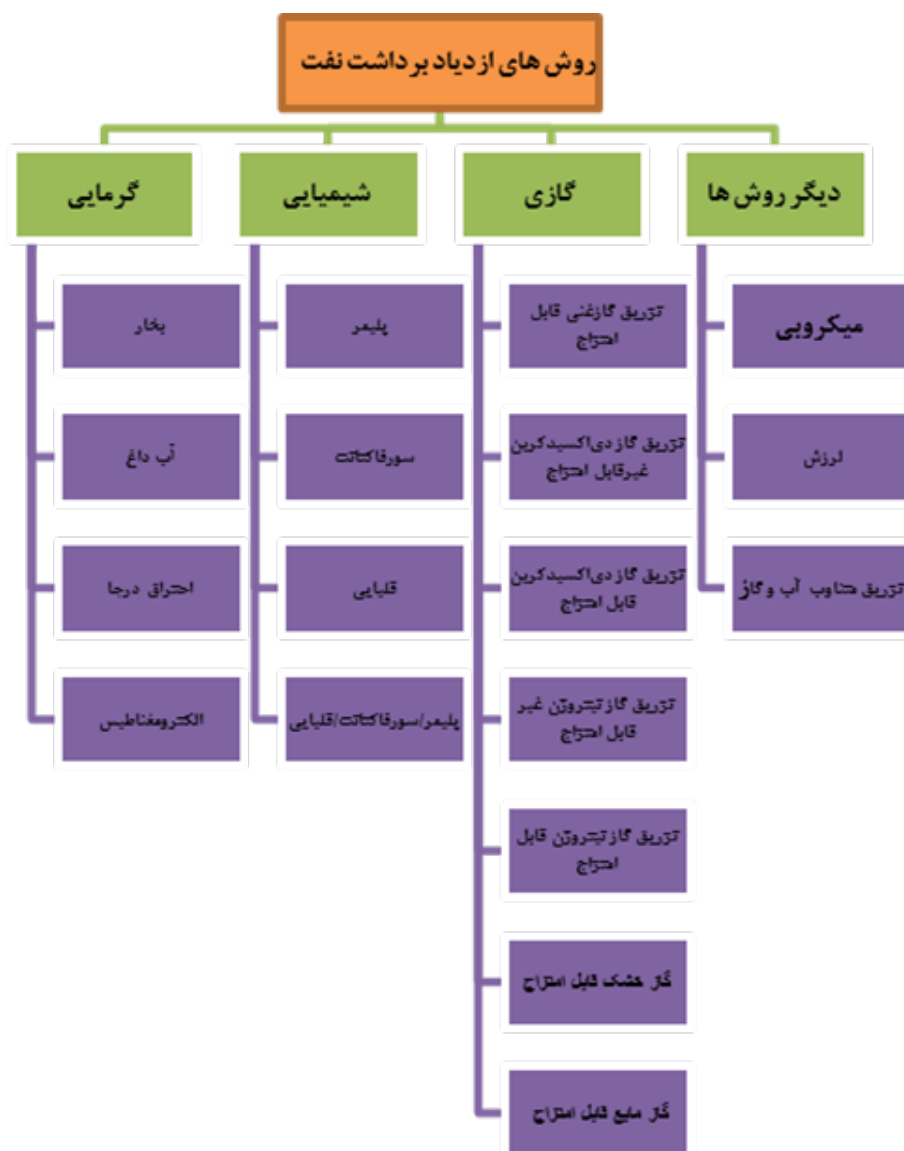 روش های ازدیاد برداشت نفت
دیگر روش ها
گازی
شیمیایی
گرمایی
میکروبی
لرزش
تزریق متناوب آب و گاز
تزریق گاز غنی قابل
امتزاج
تزریق گاز دی‌اکسید کربن
غیرقابل امتزاج
تزریق گاز دی‌اکسید کربن
قابل امتزاج
تزریق گاز نیتروژن غیر
قابل امتزاج
تزریق گاز نیتروژن قابل
امتزاج
گاز خشک قابل امتزاج
گاز مایع قابل امتزاج
پلیمر
سورفاکتانت
قلیایی
پلیمر/سورفاکتانت/قلیایی
بخار
آب داغ
احتراق درجا
الکترومغناطیس